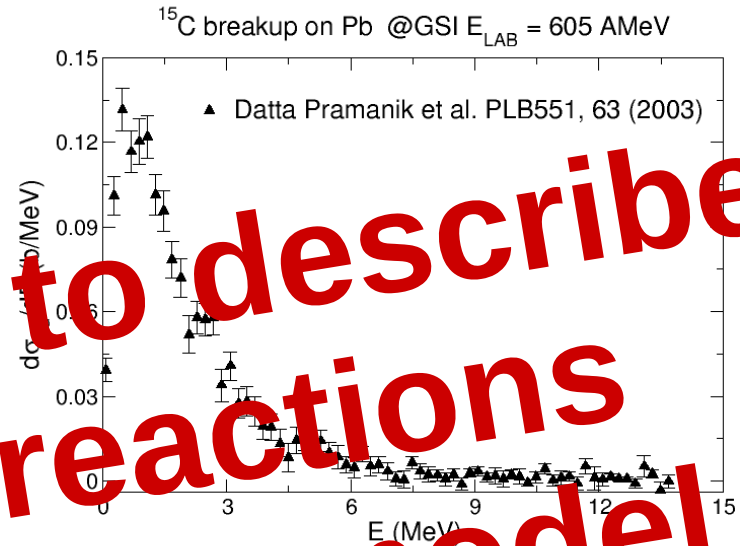 15C breakup on Pb @GSI ELAB = 605 AMeV
0.15
Datta Pramanik et al. PLB551, 63 (2003)
0.12
0.09
to describe
0.03
reactions
0
0 3 6 9 12 15
E (MeV)